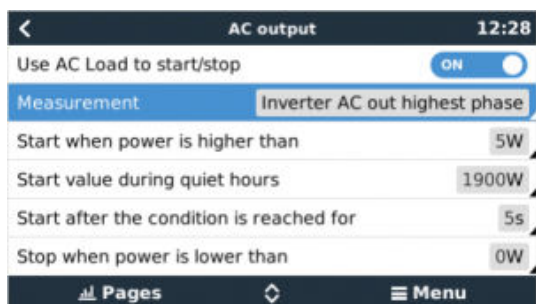 AC output 12:28
Use AC Load to start/stop ON
Measurement Inverter AC out highest phase
Start when power is higher than 5W
Start value during quiet hours 1900W
Start after the condition is reached for 5s
Stop when power is lower than 0W
Pages Menu